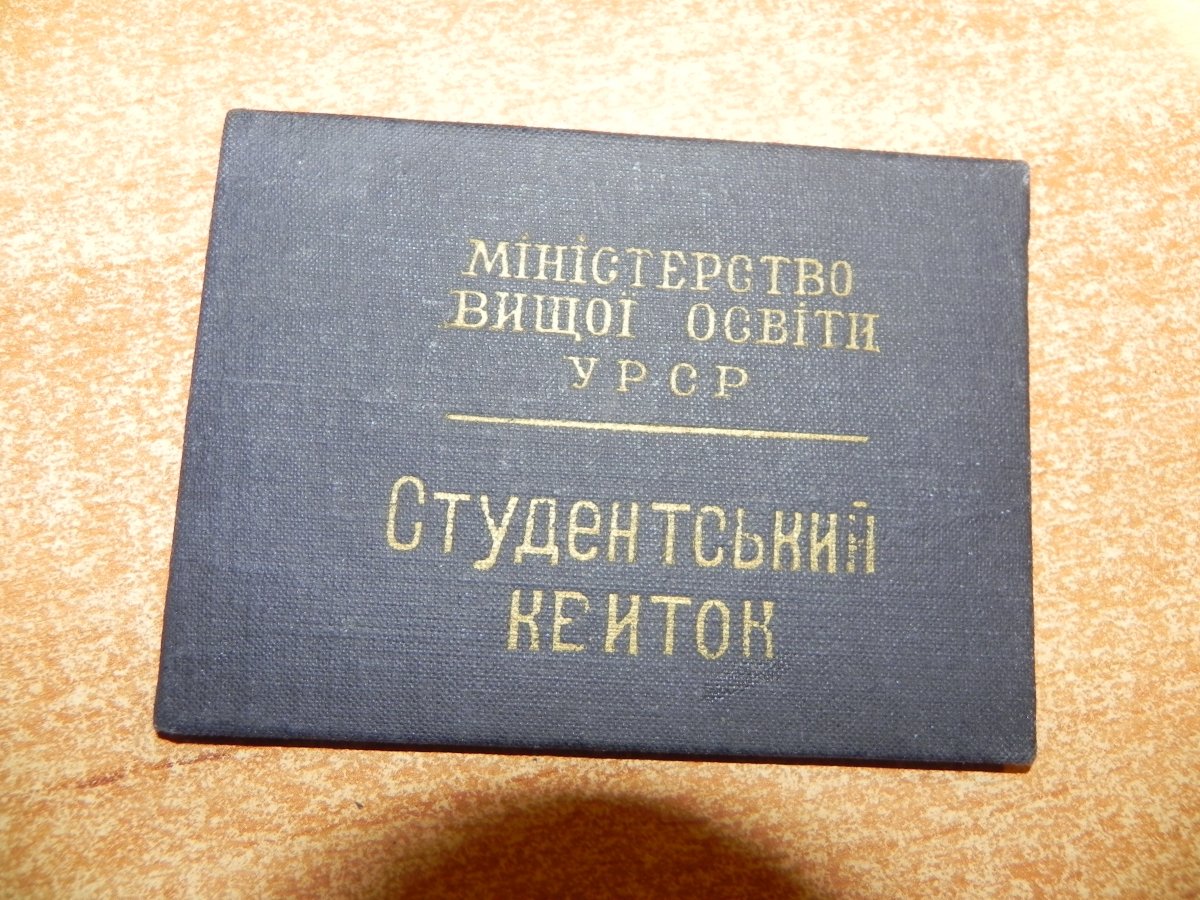 МІНІСТЕРСТВО
ВИЩОЇ ОСВІТИ
УРСР
Студентський
квиток